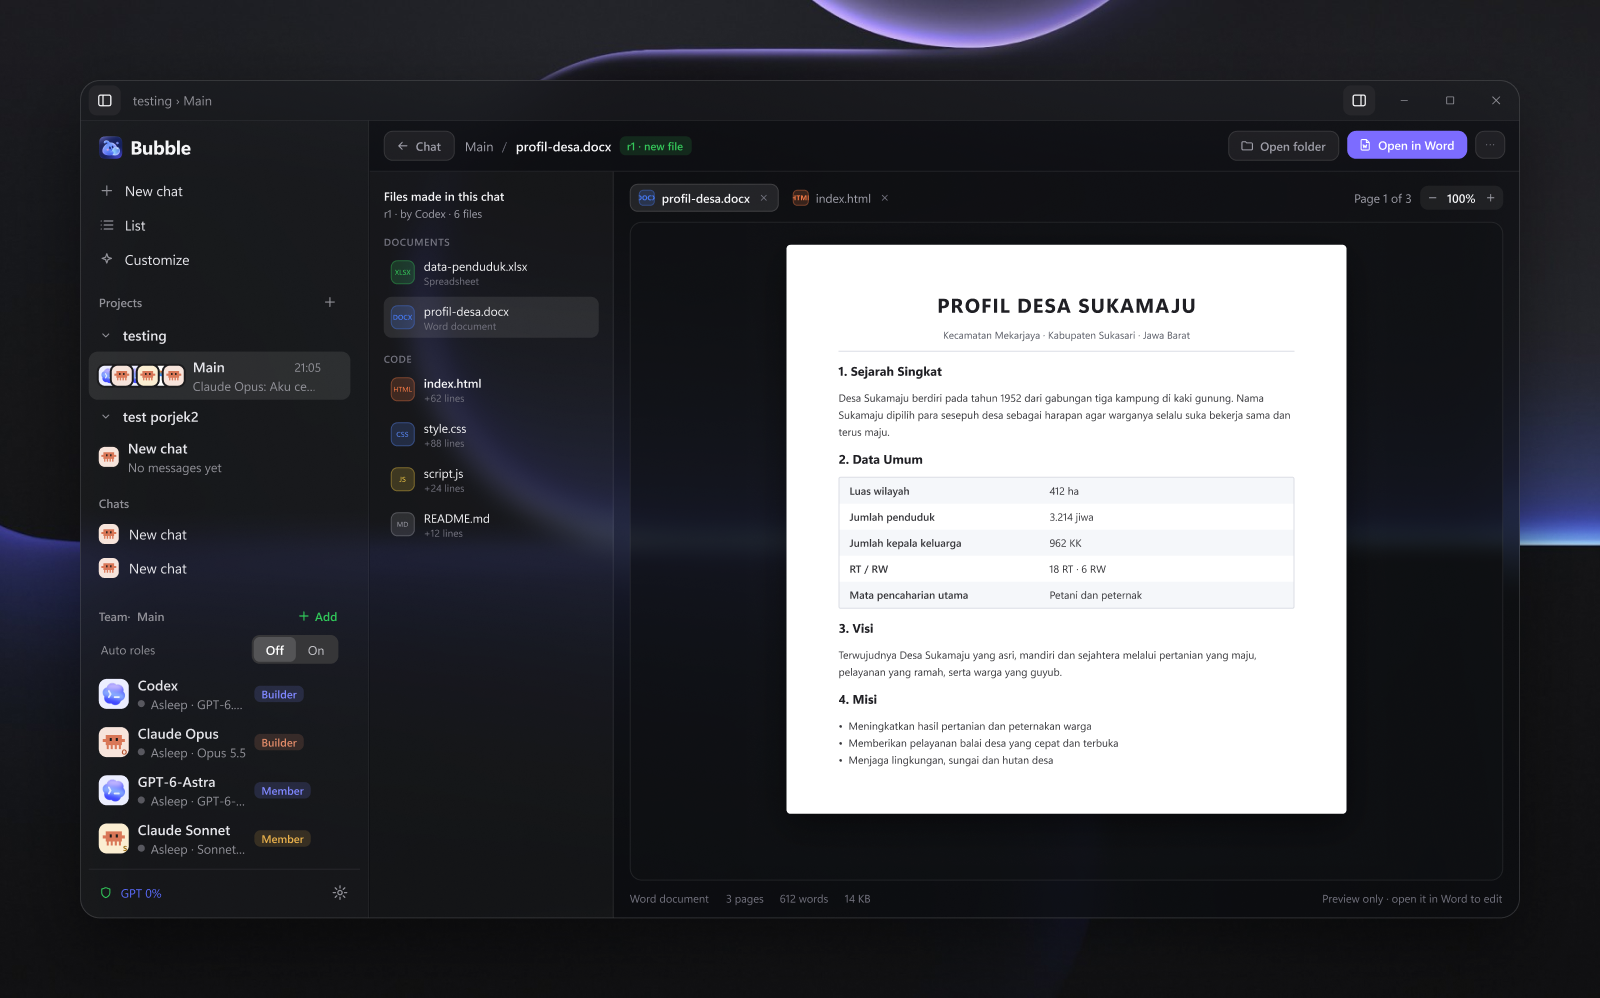 testing › Main
Bubble
New chat
List
Customize
Projects
testing
Main 21:05
Claude Opus: Aku ce...
test porjek2
New chat
No messages yet
Chats
New chat
New chat
Team· Main + Add
Auto roles Off On
Codex
Asleep · GPT-6.... Builder
Claude Opus
Asleep · Opus 5.5 Builder
GPT-6-Astra
Asleep · GPT-6-... Member
Claude Sonnet
Asleep · Sonnet... Member
GPT 0%
← Chat Main / profil-desa.docx r1 · new file
Open folder Open in Word ...
Files made in this chat
r1 · by Codex · 6 files
DOCUMENTS
XLSX data-penduduk.xlsx
Spreadsheet
DOCX profil-desa.docx
Word document
CODE
HTML index.html
+62 lines
CSS style.css
+88 lines
JS script.js
+24 lines
MD README.md
+12 lines
DOCX profil-desa.docx × HTML index.html ×
Page 1 of 3 − 100% +
PROFIL DESA SUKAMAJU
Kecamatan Mekarjaya · Kabupaten Sukasari · Jawa Barat
1. Sejarah Singkat
Desa Sukamaju berdiri pada tahun 1952 dari gabungan tiga kampung di kaki gunung. Nama
Sukamaju dipilih para sesepuh desa sebagai harapan agar warganya selalu suka bekerja sama dan
terus maju.
2. Data Umum
Luas wilayah 412 ha
Jumlah penduduk 3.214 jiwa
Jumlah kepala keluarga 962 KK
RT / RW 18 RT · 6 RW
Mata pencaharian utama Petani dan peternak
3. Visi
Terwujudnya Desa Sukamaju yang asri, mandiri dan sejahtera melalui pertanian yang maju,
pelayanan yang ramah, serta warga yang guyub.
4. Misi
• Meningkatkan hasil pertanian dan peternakan warga
• Memberikan pelayanan balai desa yang cepat dan terbuka
• Menjaga lingkungan, sungai dan hutan desa
Word document 3 pages 612 words 14 KB
Preview only · open it in Word to edit